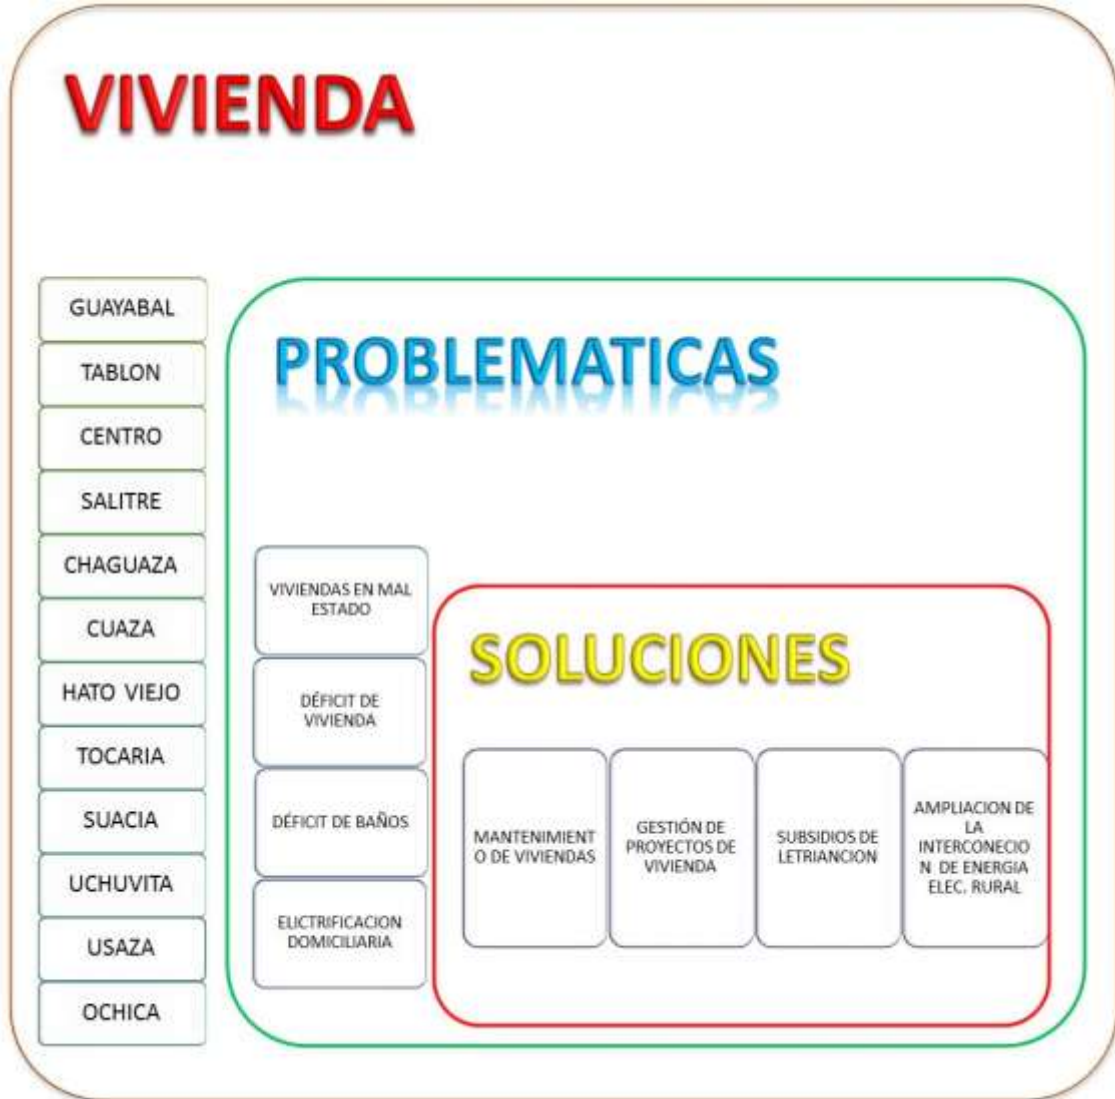 VIVIENDA
GUAYABAL
TABLON
CENTRO
SALITRE
CHAGUAZA
CUAZA
HATO VIEJO
TOCARIA
SUACIA
UCHUVITA
USAZA
OCHICA
PROBLEMATICAS
VIVIENDAS EN MAL
ESTADO
DÉFICIT DE
VIVIENDA
DÉFICIT DE BAÑOS
ELICTRIFICACION
DOMICILIARIA
SOLUCIONES
MANTENIMIENT
O DE VIVIENDAS
GESTIÓN DE
PROYECTOS DE
VIVIENDA
SUBSIDIOS DE
LETRIANCION
AMPLIACION DE
LA
INTERCONECIO
N DE ENERGIA
ELEC. RURAL